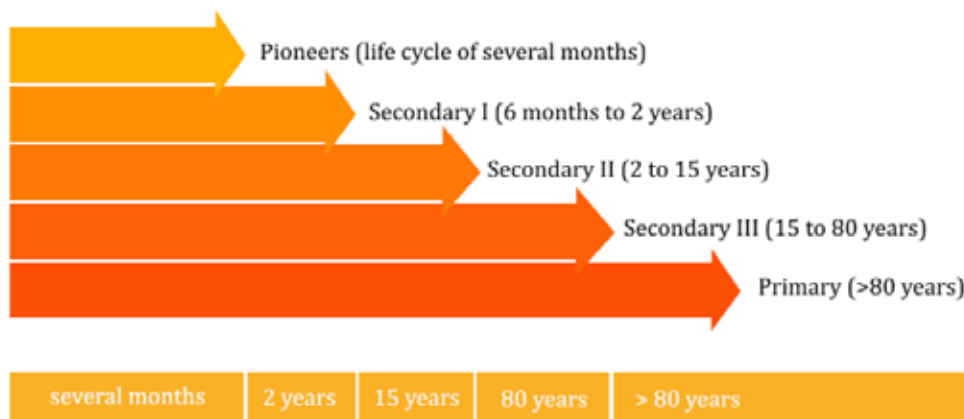 Pioneers (life cycle of several months)
Secondary I (6 months to 2 years)
Secondary II (2 to 15 years)
Secondary III (15 to 80 years)
Primary (>80 years)
several months 2 years 15 years 80 years > 80 years